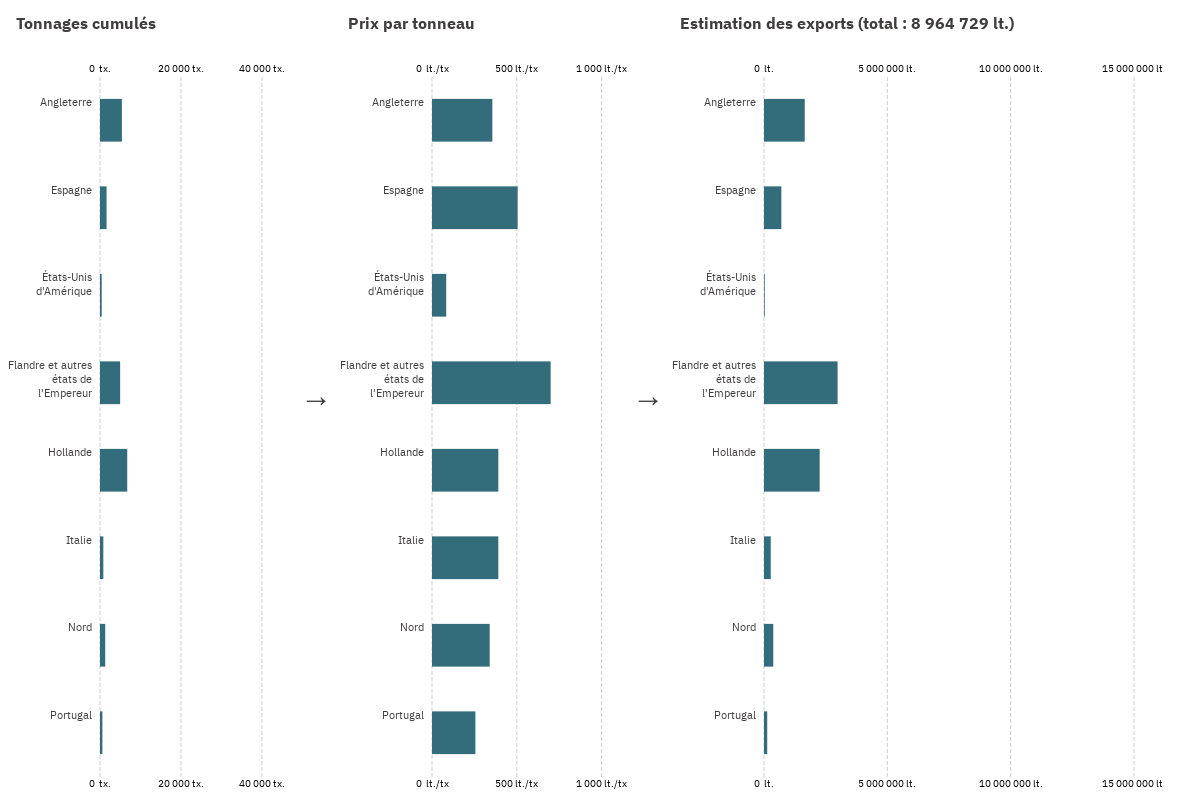 Tonnages cumulés
0 tx.
20 000 tx.
40 000 tx.
Angleterre
Espagne
États-Unis
d'Amérique
Flandre et autres
états de
l'Empereur
Hollande
Italie
Nord
Portugal
0 tx.
20 000 tx.
40 000 tx.
→
Prix par tonneau
0 lt./tx
500 lt./tx
1 000 lt./tx
Angleterre
Espagne
États-Unis
d'Amérique
Flandre et autres
états de
l'Empereur
Hollande
Italie
Nord
Portugal
0 lt./tx
500 lt./tx
1 000 lt./tx
→
Estimation des exports (total : 8 964 729 lt.)
0 lt.
5 000 000 lt.
10 000 000 lt.
15 000 000 lt
Angleterre
Espagne
États-Unis
d'Amérique
Flandre et autres
états de
l'Empereur
Hollande
Italie
Nord
Portugal
0 lt.
5 000 000 lt.
10 000 000 lt.
15 000 000 lt